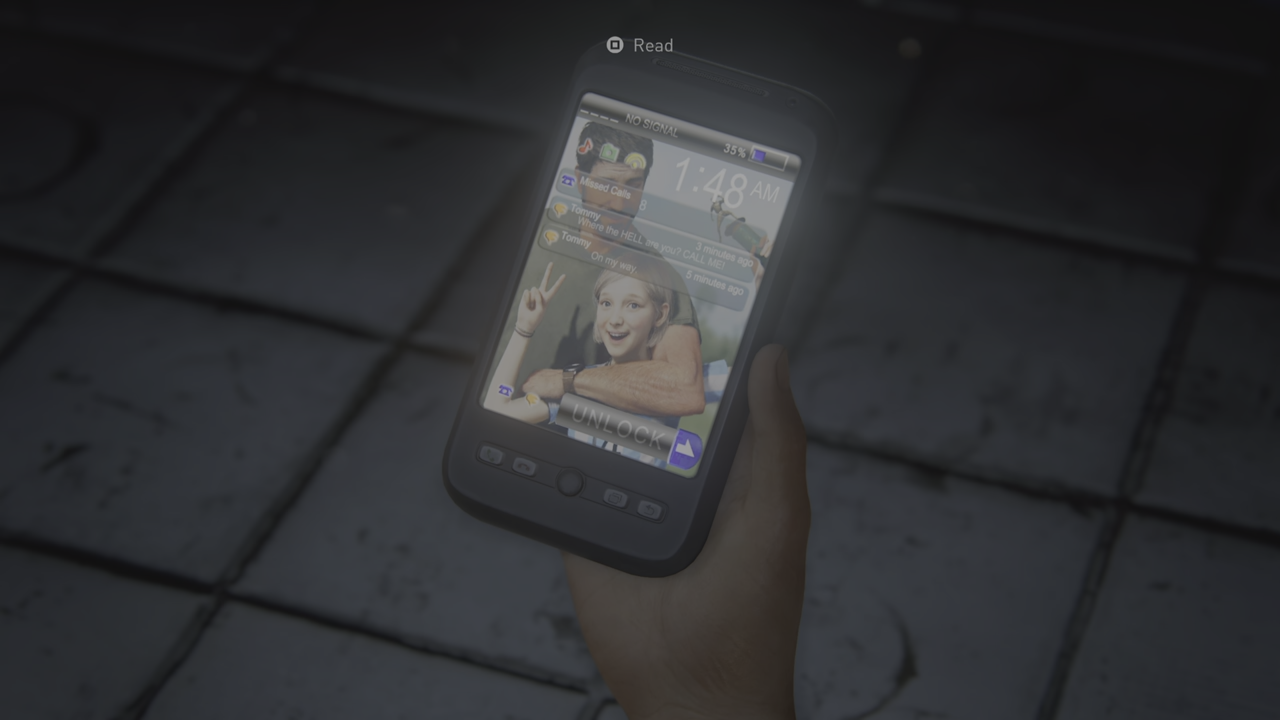 Read
NO SIGNAL
35%
1:48 AM
Missed Calls
8
Tommy
3 minutes ago
Where the HELL are you? CALL ME!
Tommy
5 minutes ago
On my way.
UNLOCK